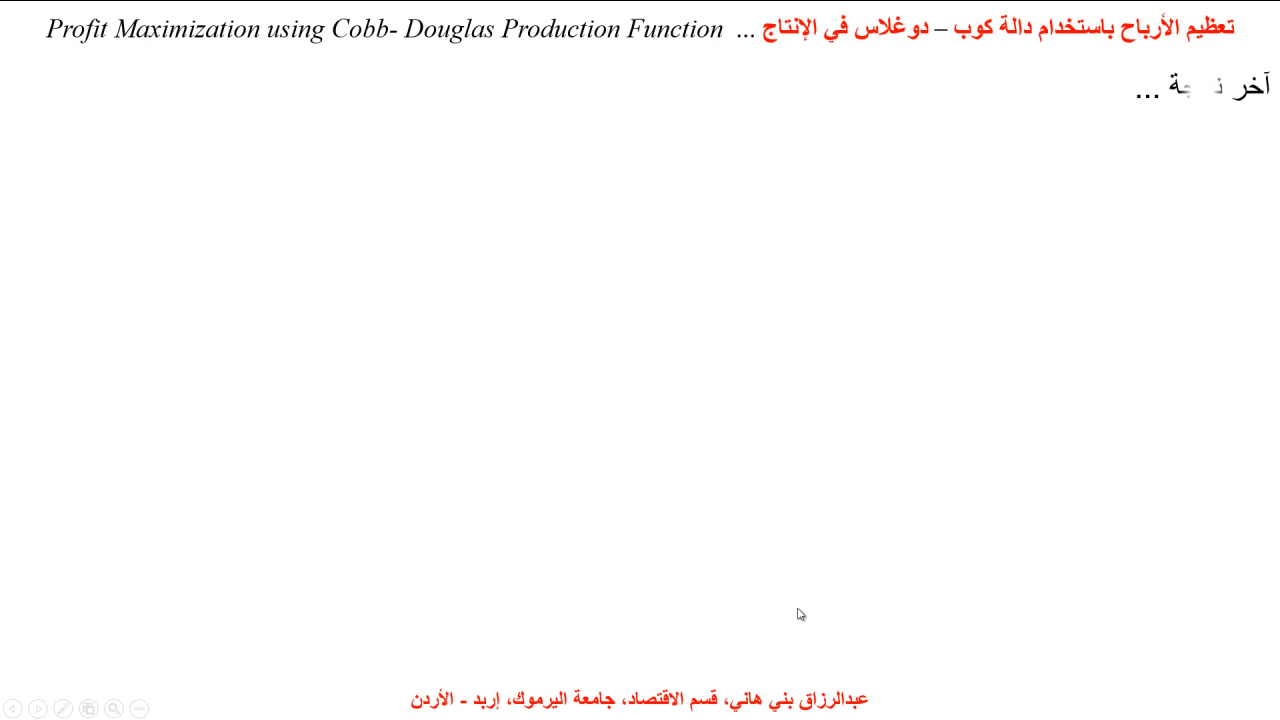 تعظيم الأرباح باستخدام دالة كوب – دوغلاس في الإنتاج ... Profit Maximization using Cobb- Douglas Production Function
آخر ...
عبدالرزاق بني هاني، قسم الاقتصاد، جامعة اليرموك، إربد - الأردن